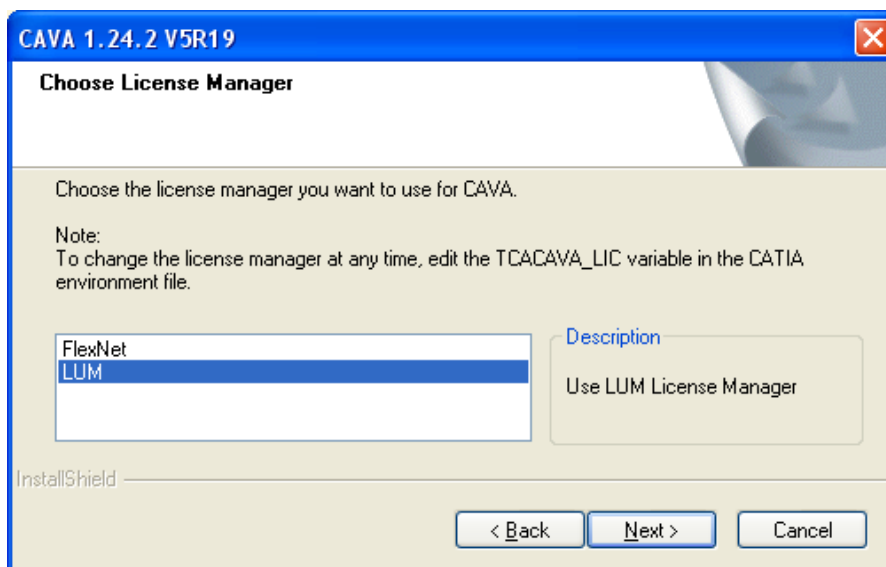 CAVA 1.24.2 V5R19
Choose License Manager
Choose the license manager you want to use for CAVA.
Note:
To change the license manager at any time, edit the TCACAVA_LIC variable in the CATIA
environment file.
FlexNet
LUM
Description
Use LUM License Manager
InstallShield
< Back
Next >
Cancel